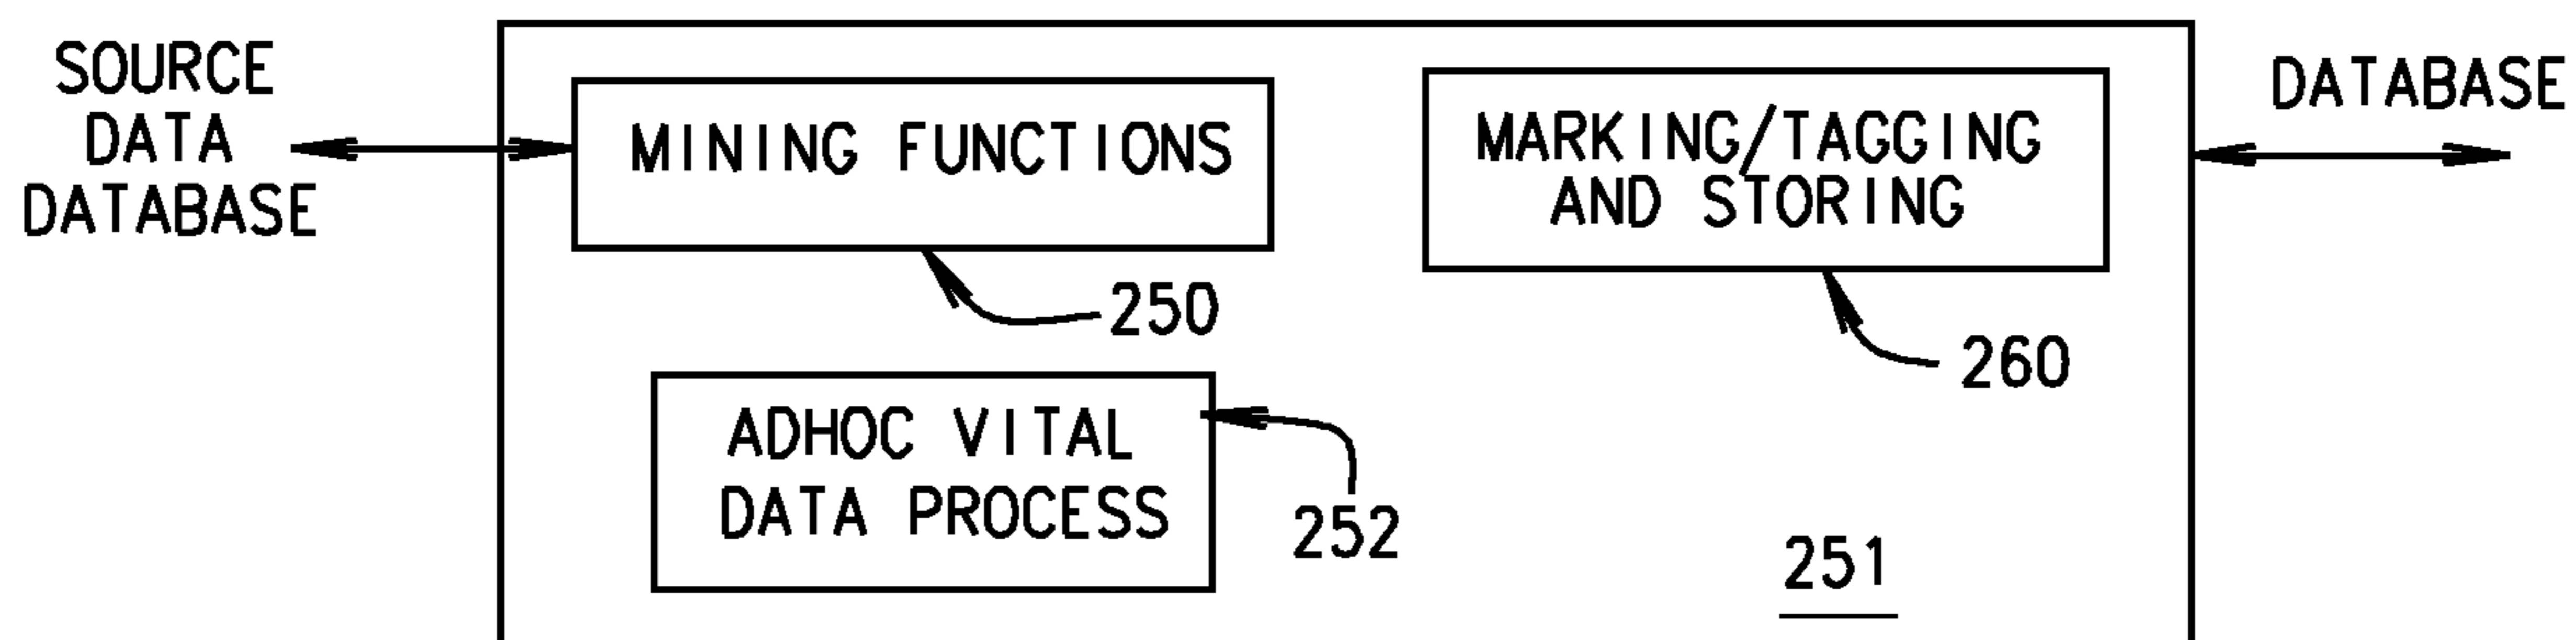 SOURCE
DATA
DATABASE
MINING FUNCTIONS
250
MARKING/TAGGING
AND STORING
260
DATABASE
ADHOC VITAL
DATA PROCESS
252
251